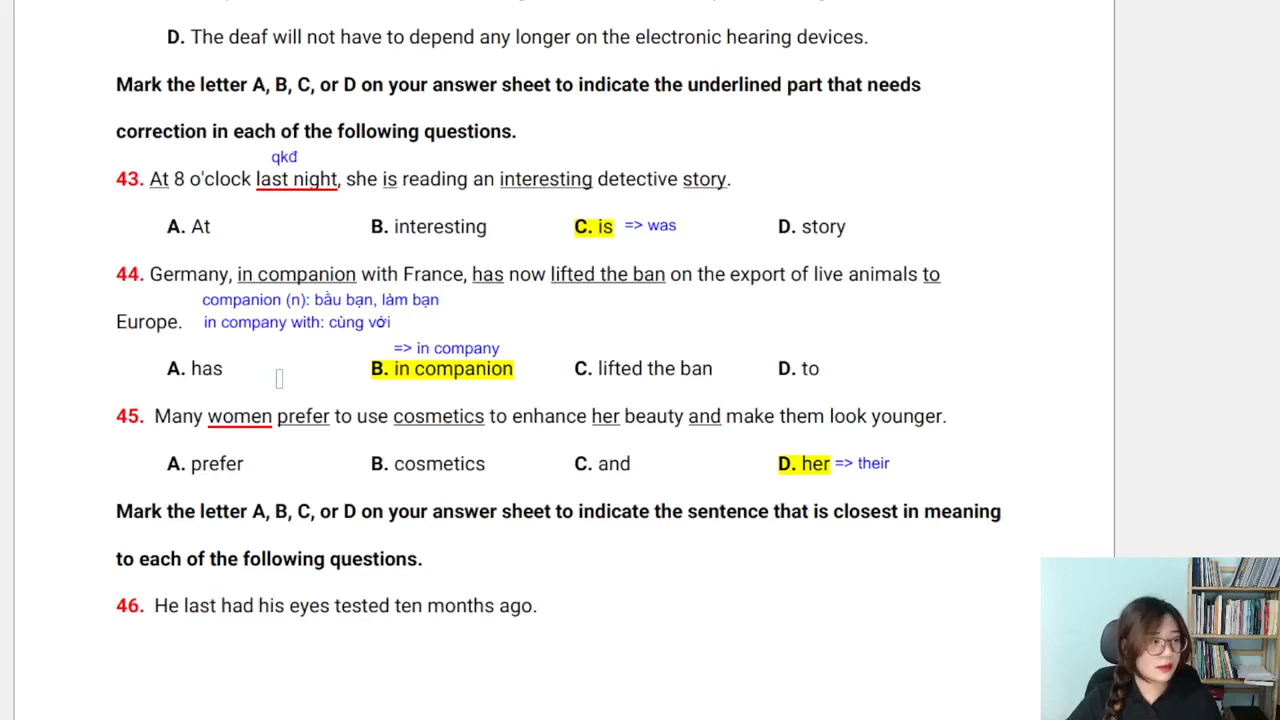 D. The deaf will not have to depend any longer on the electronic hearing devices.
Mark the letter A, B, C, or D on your answer sheet to indicate the underlined part that needs
correction in each of the following questions.
qkđ
43. At 8 o'clock last night, she is reading an interesting detective story.
A. At B. interesting C. is => was D. story
44. Germany, in companion with France, has now lifted the ban on the export of live animals to
companion (n): bầu bạn, làm bạn
Europe. in company with: cùng với
=> in company
A. has B. in companion C. lifted the ban D. to
45. Many women prefer to use cosmetics to enhance her beauty and make them look younger.
A. prefer B. cosmetics C. and D. her => their
Mark the letter A, B, C, or D on your answer sheet to indicate the sentence that is closest in meaning
to each of the following questions.
46. He last had his eyes tested ten months ago.